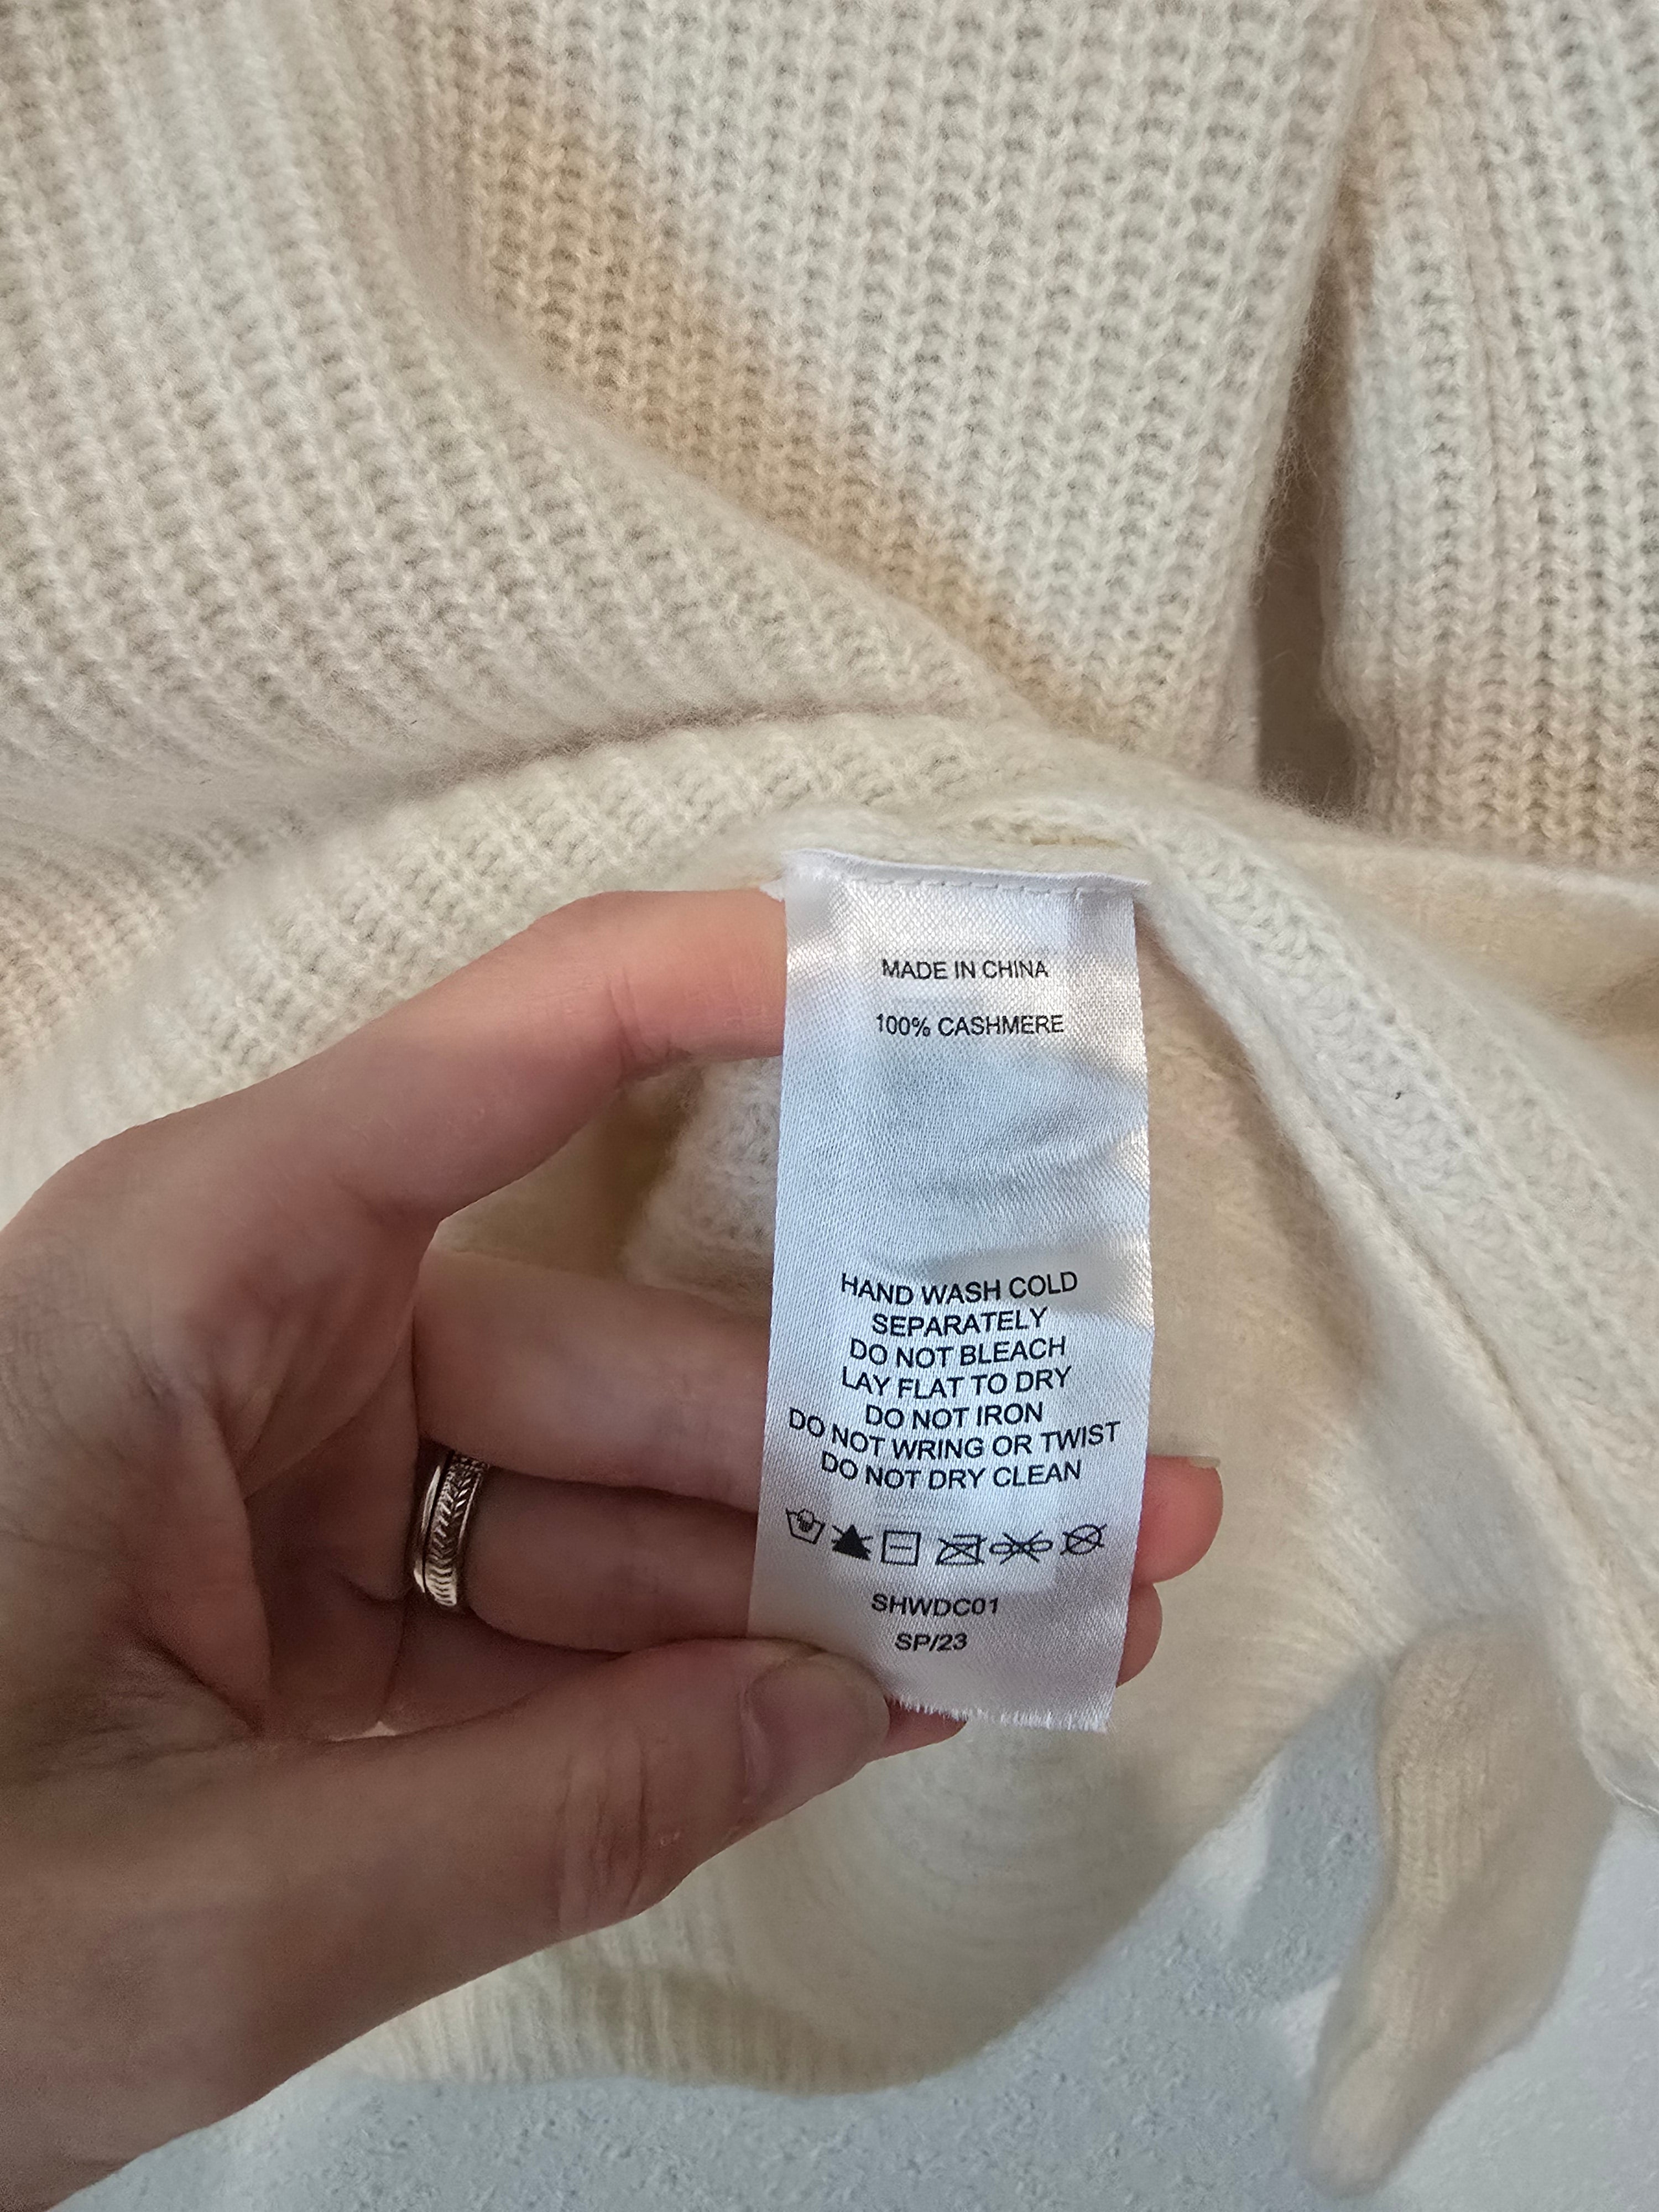 MADE IN CHINA
100% CASHMERE
HAND WASH COLD
SEPARATELY
DO NOT BLEACH
LAY FLAT TO DRY
DO NOT IRON
DO NOT WRING OR TWIST
DO NOT DRY CLEAN
SHWDC01
SP/23